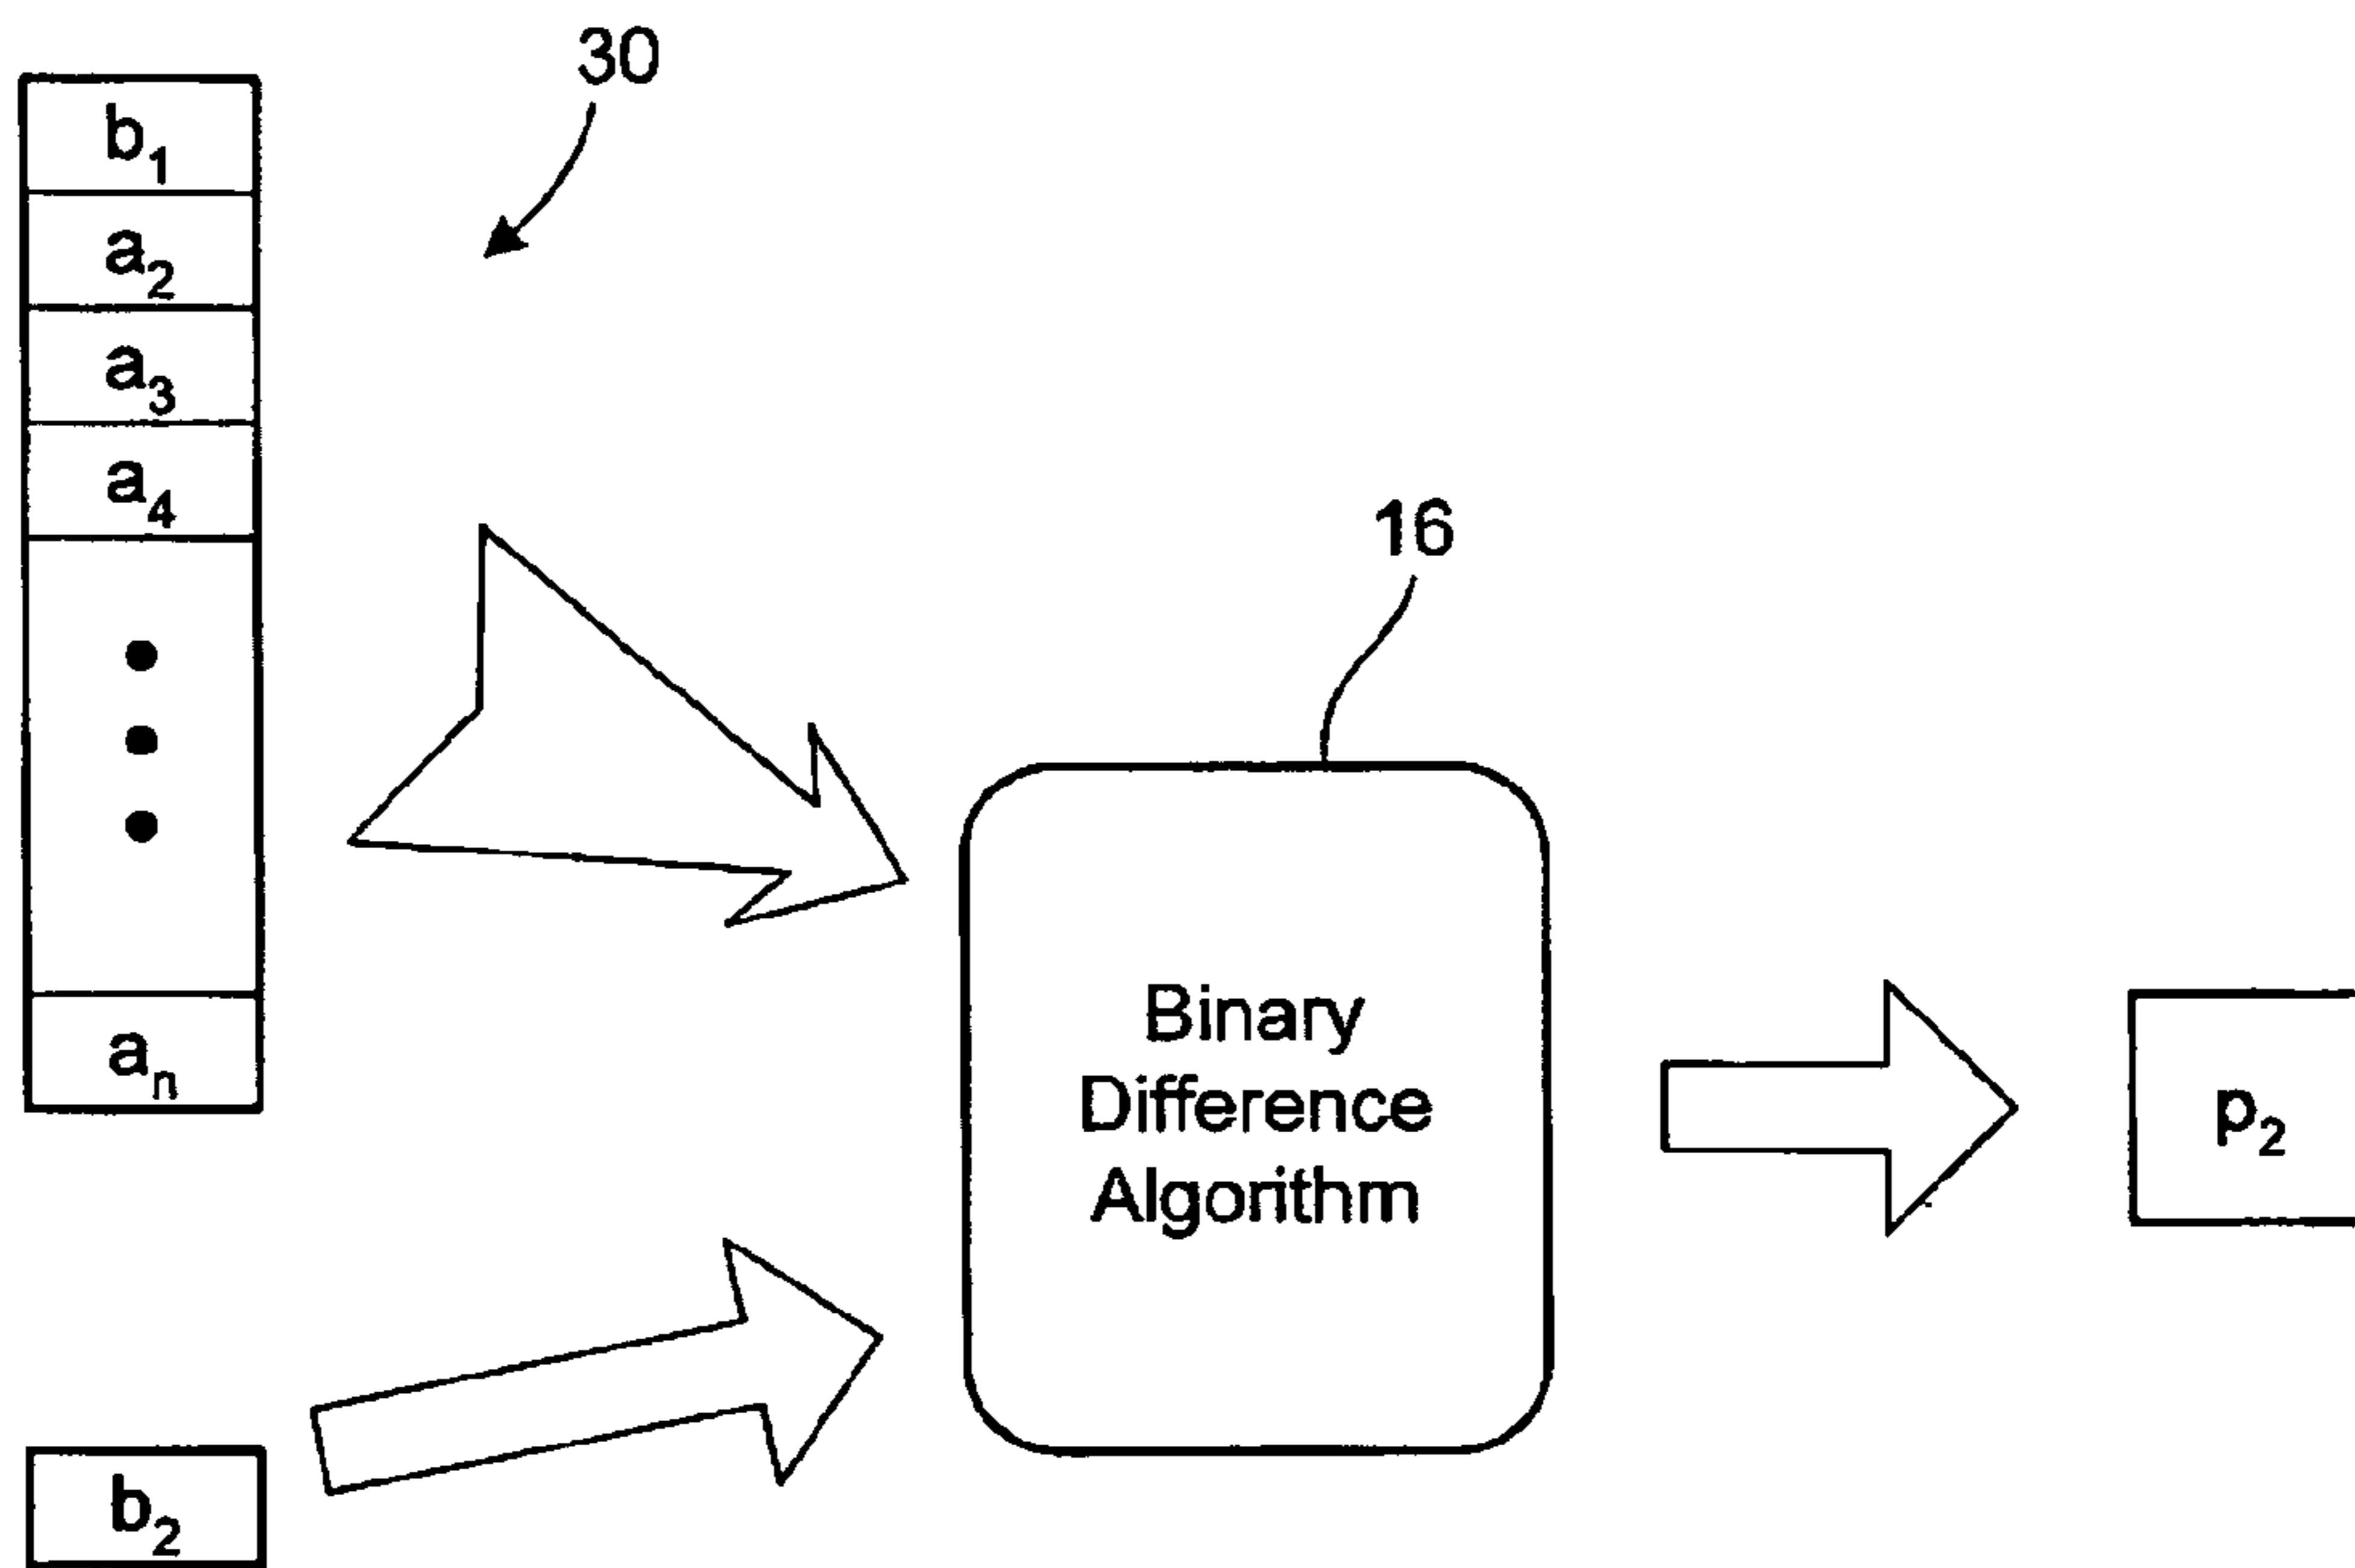 30
b₁
a₂
a₃
a₄
16
aₙ
Binary
Difference
Algorithm
p₂
b₂